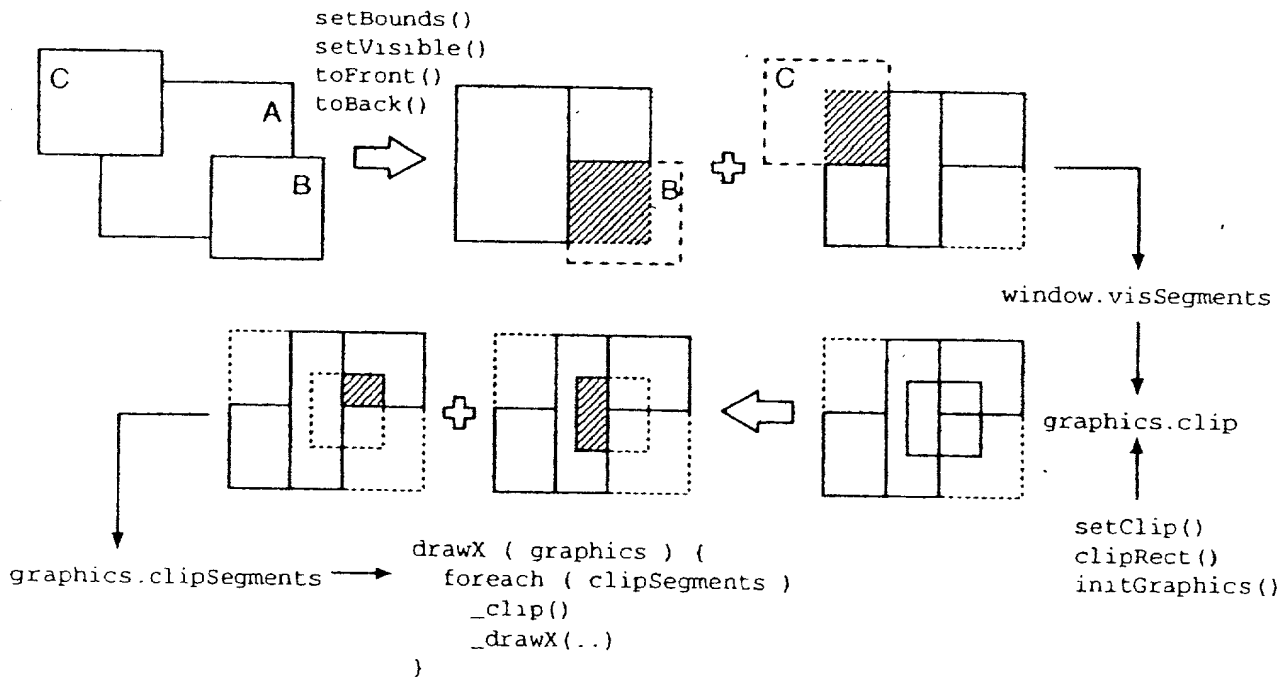 setBounds()
setVisible()
toFront()
toBack()
C
A
B
B
C
window.visSegments
graphics.clip
setClip()
clipRect()
initGraphics()
graphics.clipSegments
drawX ( graphics ) {
foreach ( clipSegments )
_clip()
_drawX(..)
}